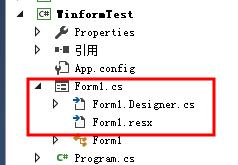 WinformTest
Properties
引用
App.config
Form1.cs
Form1.Designer.cs
Form1.resx
Form1
Program.cs